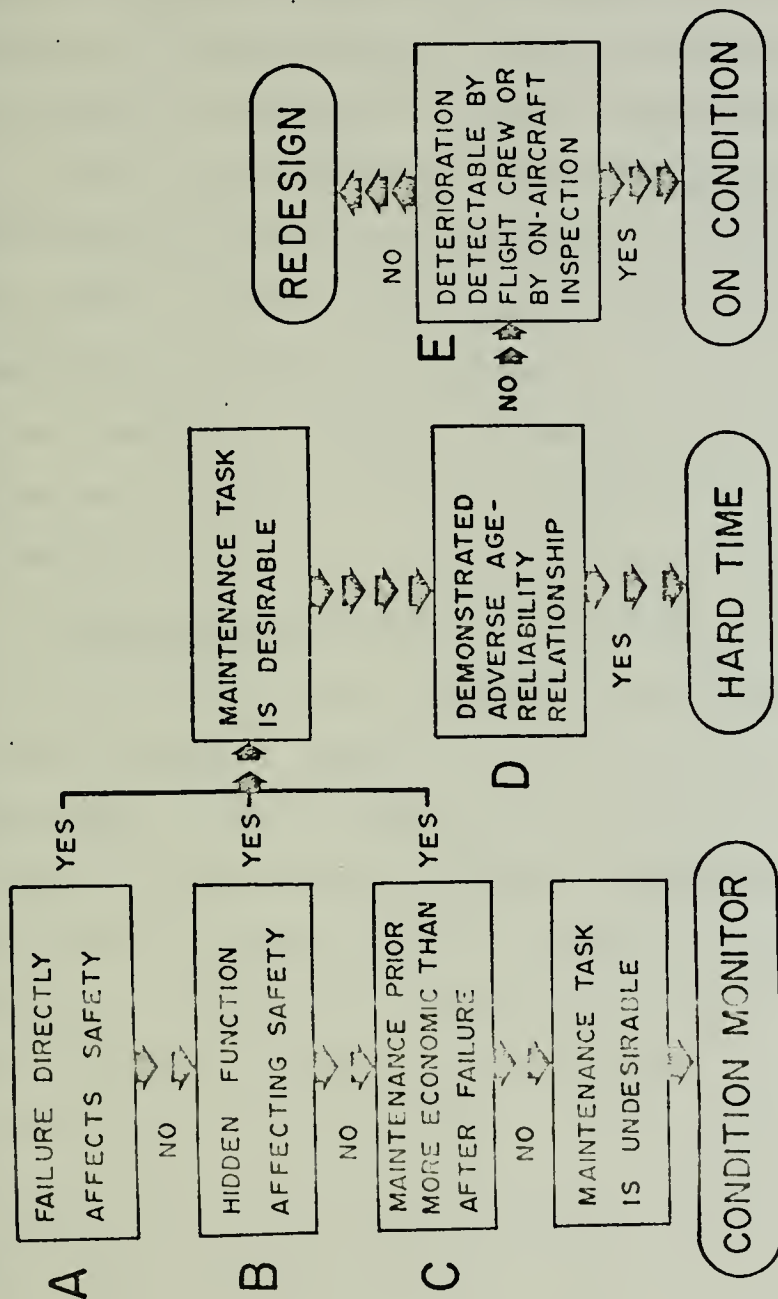 A
FAILURE DIRECTLY
AFFECTS SAFETY
YES
NO
B
HIDDEN FUNCTION
AFFECTING SAFETY
YES
NO
C
MAINTENANCE PRIOR
MORE ECONOMIC THAN
AFTER FAILURE
YES
NO
MAINTENANCE TASK
IS UNDESIRABLE
CONDITION MONITOR
MAINTENANCE TASK
IS DESIRABLE
D
DEMONSTRATED
ADVERSE AGE-
RELIABILITY
RELATIONSHIP
YES
HARD TIME
NO
E
DETERIORATION
DETECTABLE BY
FLIGHT CREW OR
BY ON-AIRCRAFT
INSPECTION
NO
REDESIGN
YES
ON CONDITION